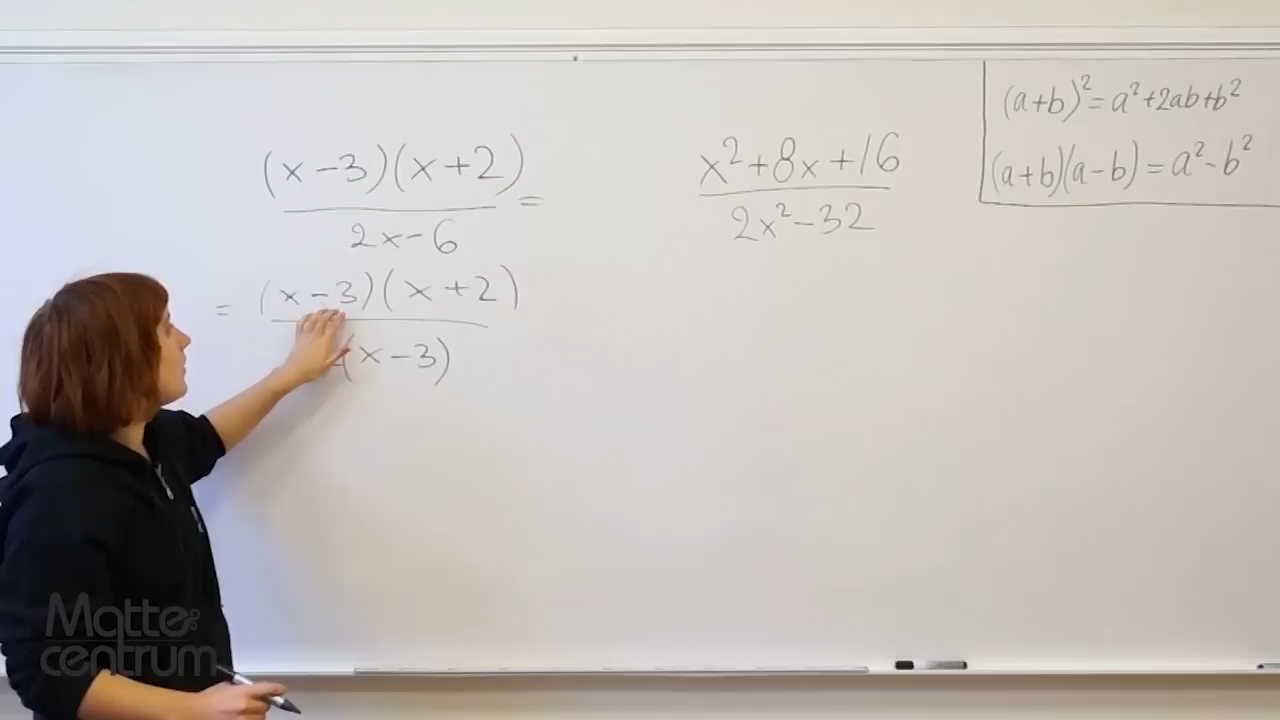 (x-3)(x+2)
2x-6
=
= (x-3)(x+2)
(x-3)
x²+8x+16
2x²-32
(a+b)²=a²+2ab+b²
(a+b)(a-b)=a²-b²
Matte
centrum